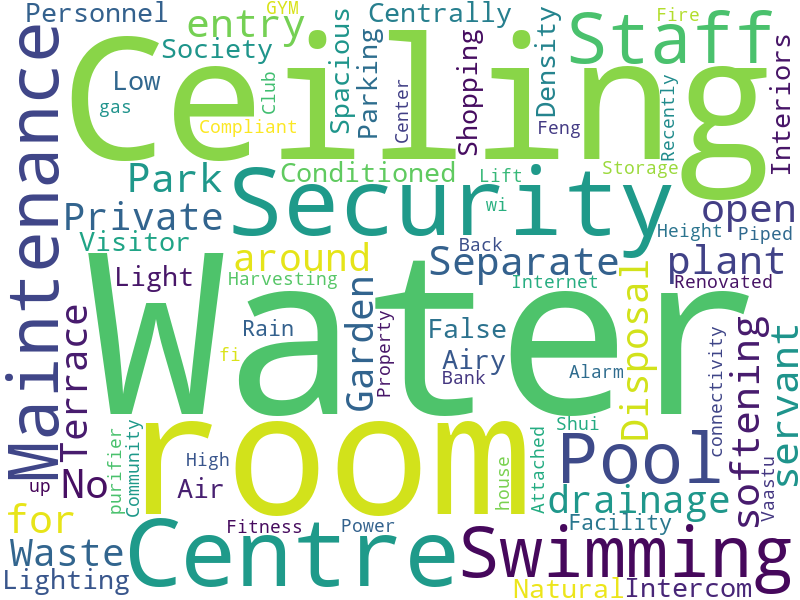 Personnel
GYM
Centrally
Fire
entry
Society
Spacious
Parking
Density
Staff
Ceiling
Low
gas
Club
Compliant
Center
Shopping
Feng
Recently
Interiors
Maintenance
Park
Conditioned
Lift
Storage
Security
wi
Private
open
Visitor
Back
Height
Piped
around
Separate
plant
Light
Harvesting
Internet
Renovated
Water
Garden
Property
Rain
False
Disposal
Terrace
fi
Airy
Bank
Alarm
connectivity
softening
servant
room
Shui
Pool
No
up
purifier
Community
High
Air
house
Attached
drainage
Vaastu
for
Fitness
Power
Facility
Waste
Centre
Swimming
Lighting
Natural
Intercom